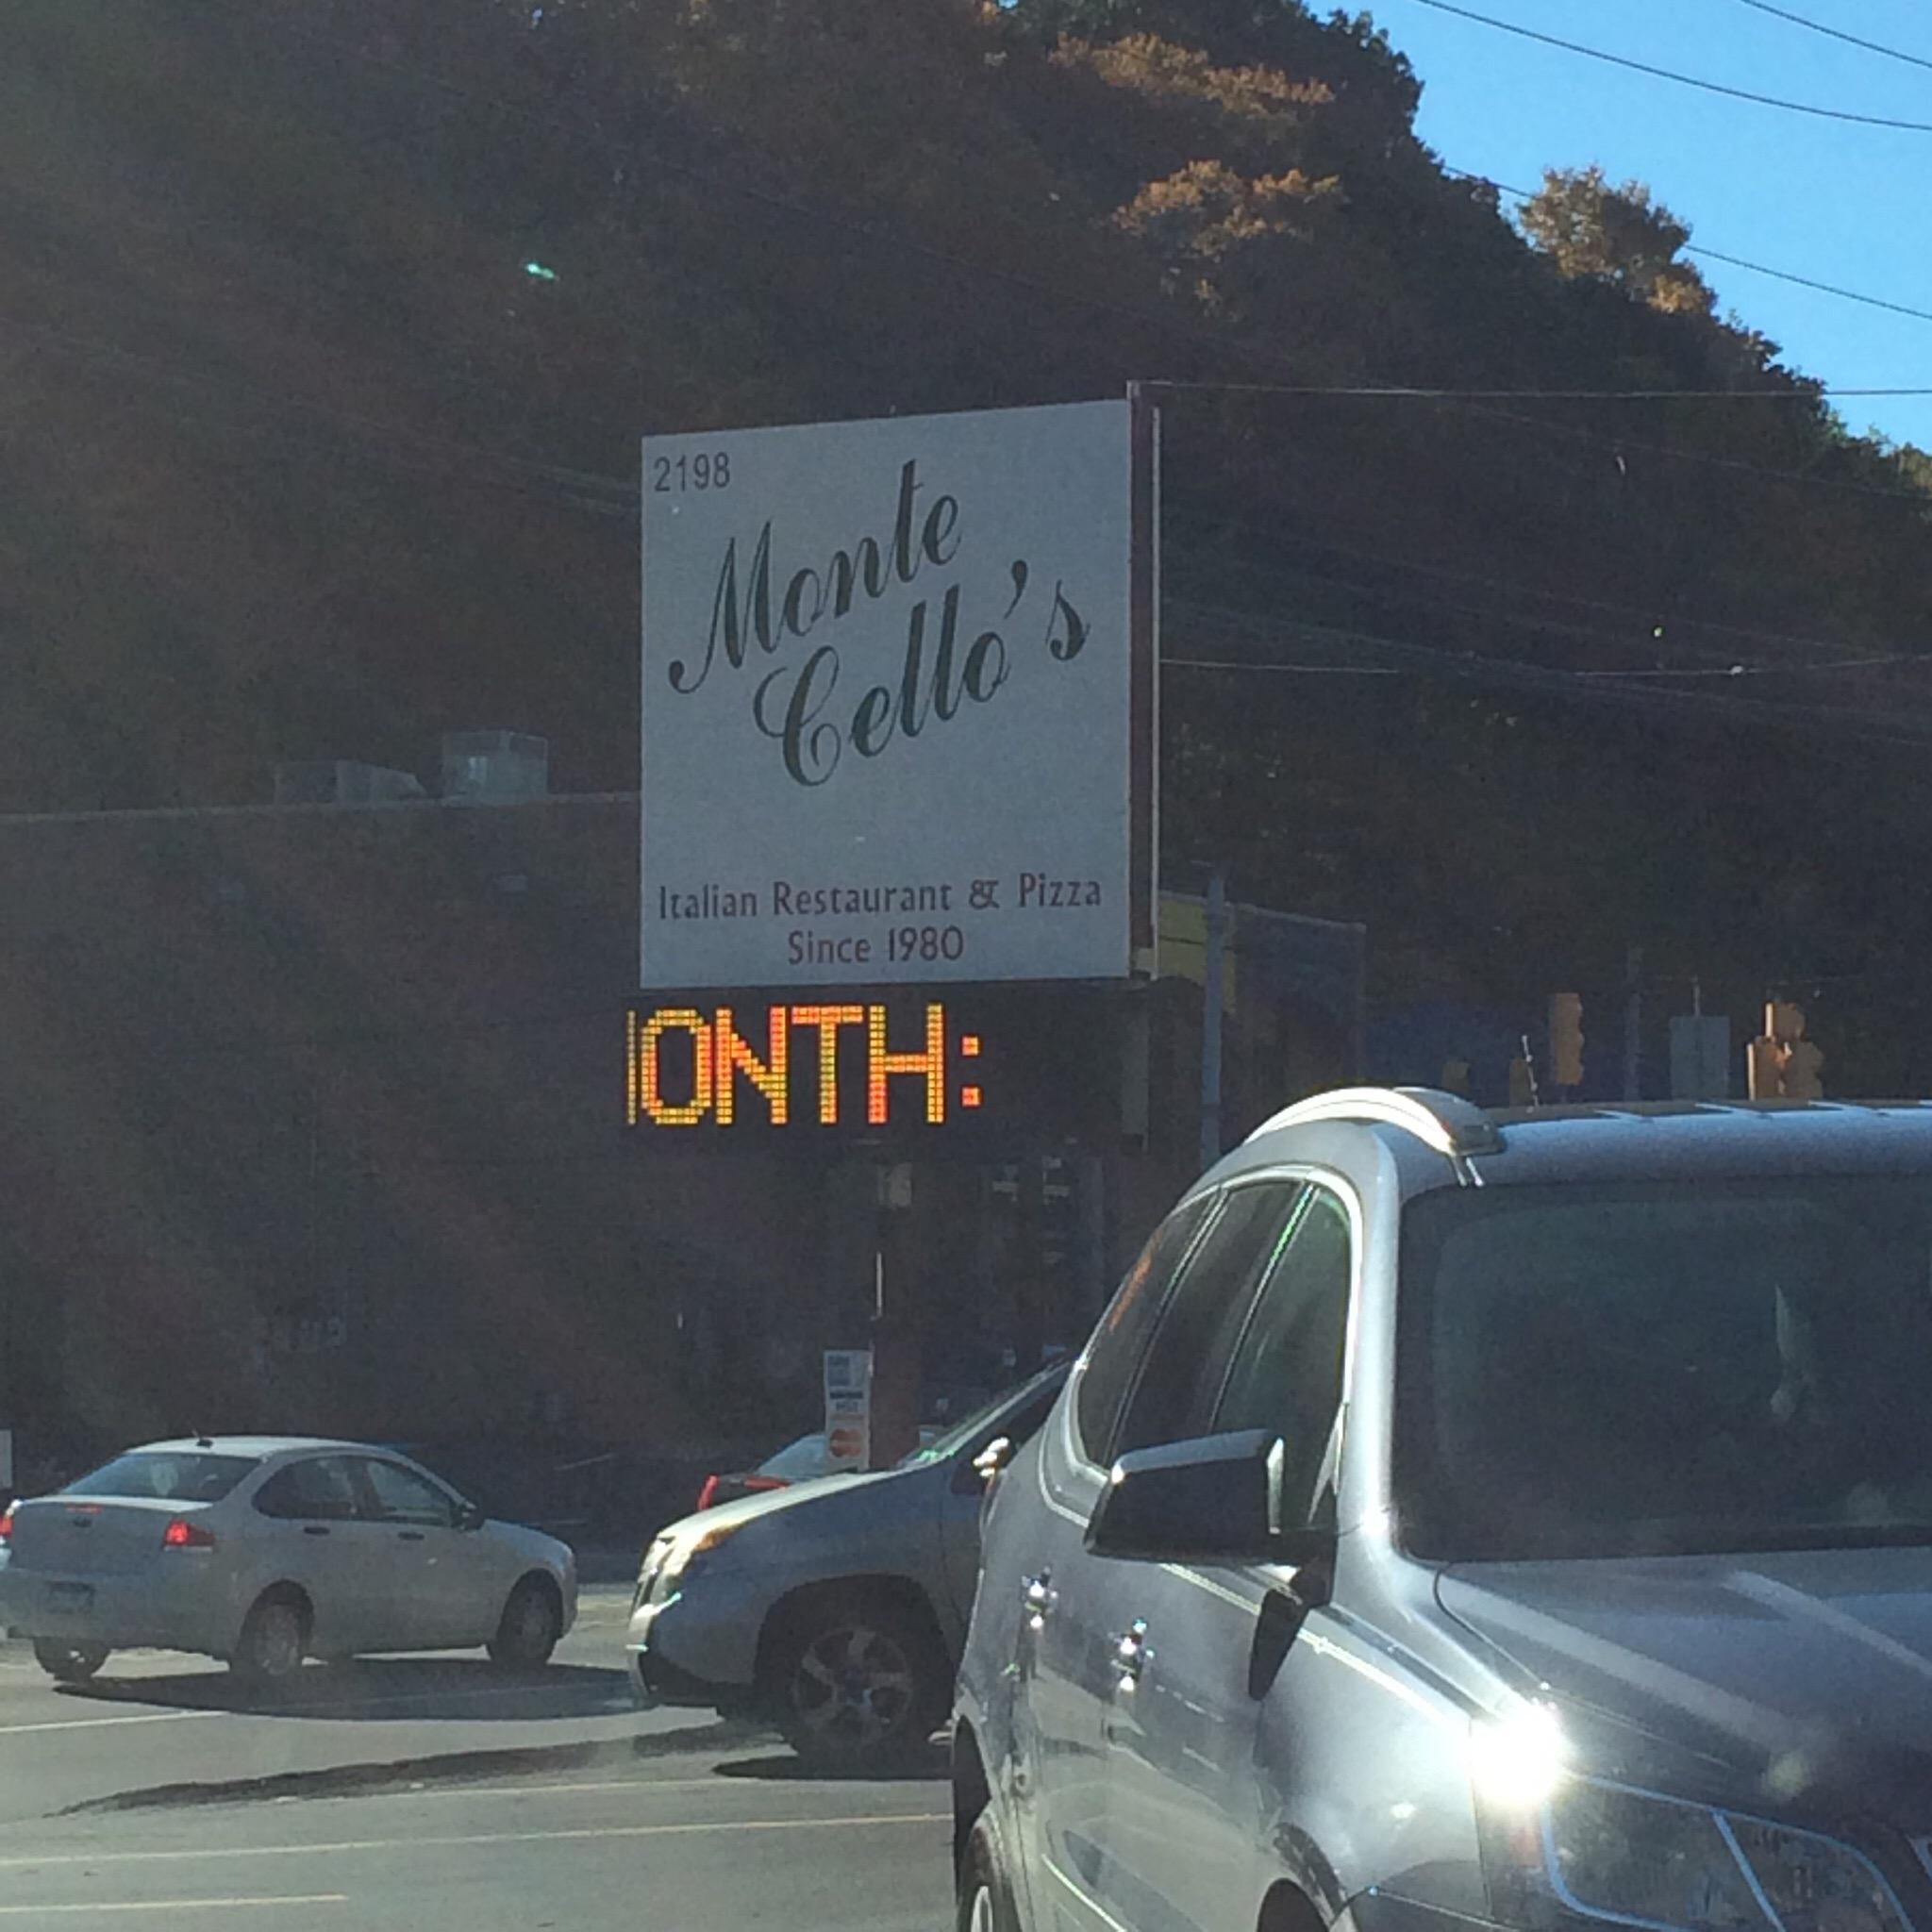 2198
Monte
Cello's
Italian Restaurant & Pizza
Since 1980
ONTH: